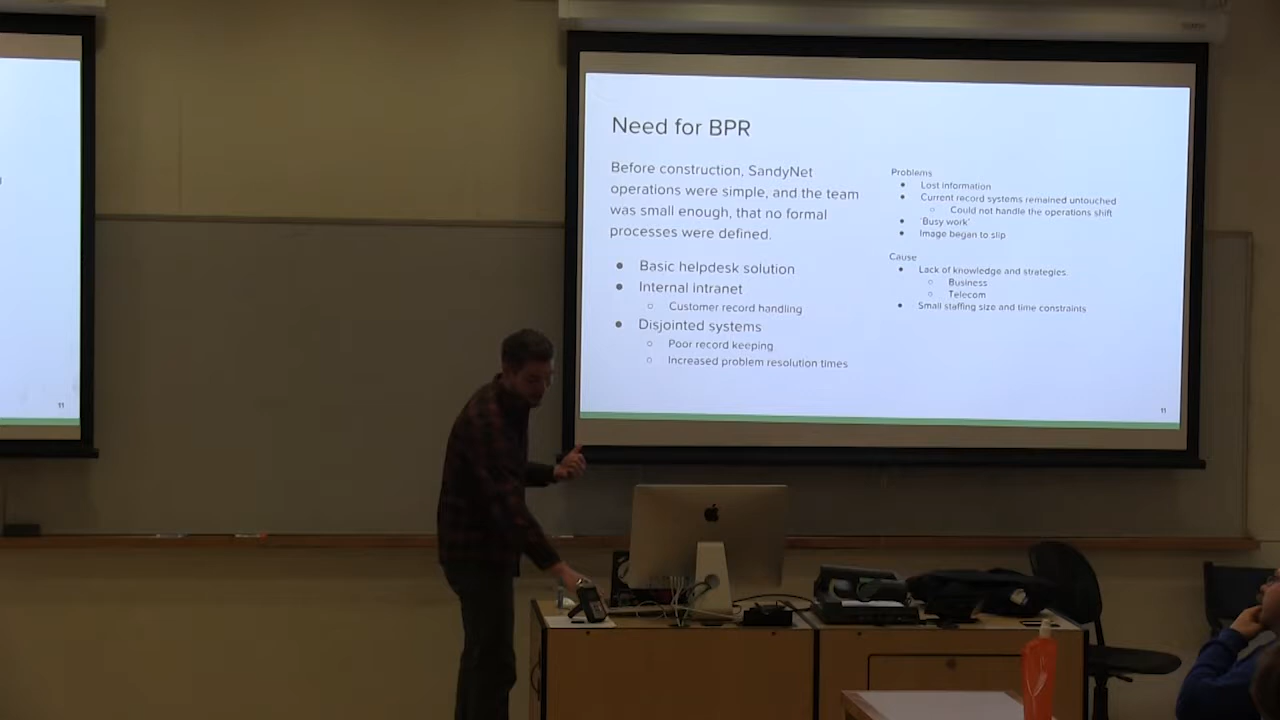 Need for BPR
Before construction, SandyNet
operations were simple, and the team
was small enough, that no formal
processes were defined.
● Basic helpdesk solution
● Internal intranet
○ Customer record handling
● Disjointed systems
○ Poor record keeping
○ Increased problem resolution times
Problems
● Lost information
● Current record systems remained untouched
○ Could not handle the operations shift
● 'Busy work'
● Image began to slip
Cause
● Lack of knowledge and strategies.
○ Business
○ Telecom
● Small staffing size and time constraints
11
11